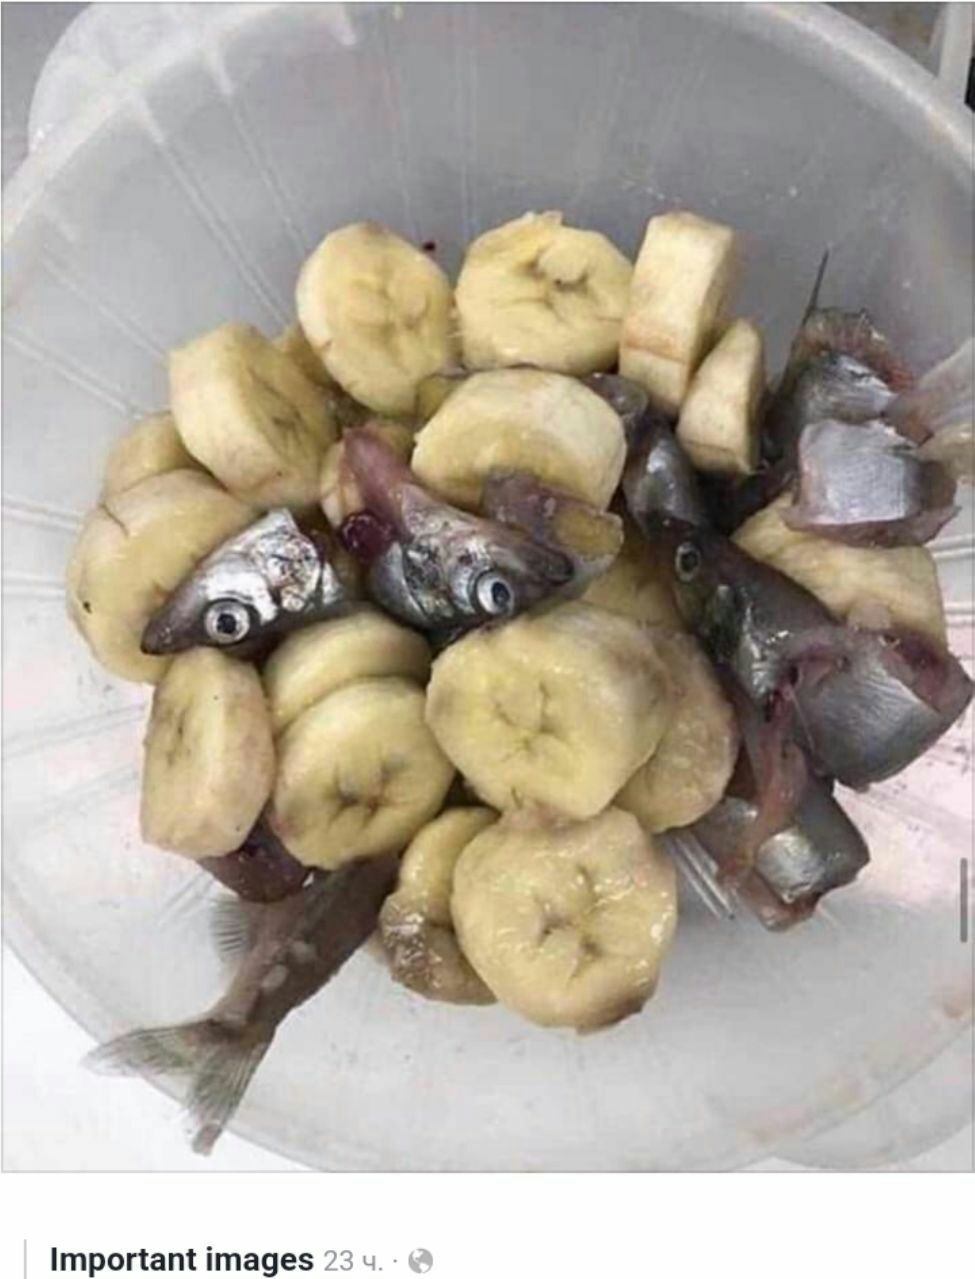 Important images 23 ч. ·